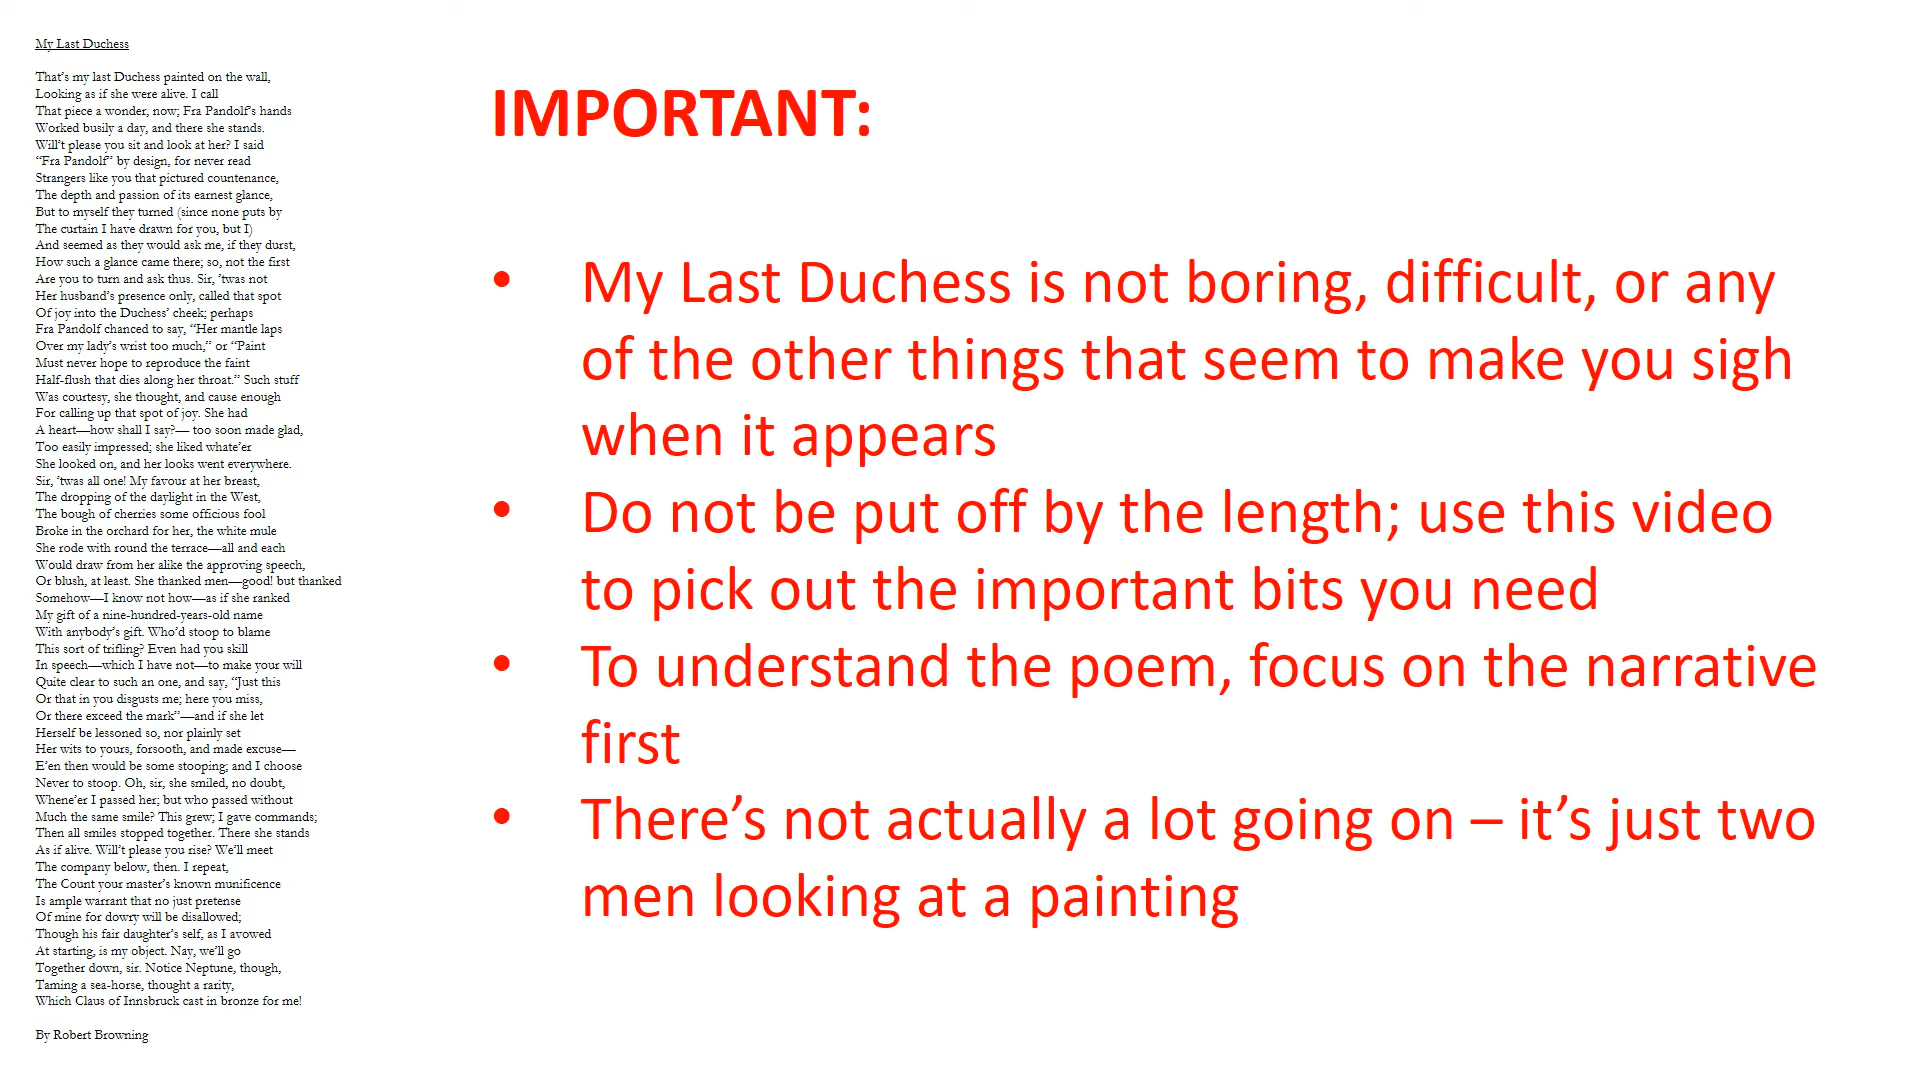 My Last Duchess
That's my last Duchess painted on the wall,
Looking as if she were alive. I call
That piece a wonder, now; Fra Pandolf's hands
Worked busily a day, and there she stands.
Will't please you sit and look at her? I said
“Fra Pandolf” by design, for never read
Strangers like you that pictured countenance,
The depth and passion of its earnest glance,
But to myself they turned (since none puts by
The curtain I have drawn for you, but I)
And seemed as they would ask me, if they durst,
How such a glance came there; so, not the first
Are you to turn and ask thus. Sir, 'twas not
Her husband's presence only, called that spot
Of joy into the Duchess' cheek; perhaps
Fra Pandolf chanced to say, “Her mantle laps
Over my lady's wrist too much,” or “Paint
Must never hope to reproduce the faint
Half-flush that dies along her throat.” Such stuff
Was courtesy, she thought, and cause enough
For calling up that spot of joy. She had
A heart—how shall I say?— too soon made glad,
Too easily impressed; she liked whate'er
She looked on, and her looks went everywhere.
Sir, 'twas all one! My favour at her breast,
The dropping of the daylight in the West,
The bough of cherries some officious fool
Broke in the orchard for her, the white mule
She rode with round the terrace—all and each
Would draw from her alike the approving speech,
Or blush, at least. She thanked men—good! but thanked
Somehow—I know not how—as if she ranked
My gift of a nine-hundred-years-old name
With anybody's gift. Who'd stoop to blame
This sort of trifling? Even had you skill
In speech—which I have not—to make your will
Quite clear to such an one, and say, “Just this
Or that in you disgusts me; here you miss,
Or there exceed the mark”—and if she let
Herself be lessoned so, nor plainly set
Her wits to yours, forsooth, and made excuse—
E'en then would be some stooping; and I choose
Never to stoop. Oh, sir, she smiled, no doubt,
Whene'er I passed her; but who passed without
Much the same smile? This grew; I gave commands;
Then all smiles stopped together. There she stands
As if alive. Will't please you rise? We'll meet
The company below, then. I repeat,
The Count your master's known munificence
Is ample warrant that no just pretense
Of mine for dowry will be disallowed;
Though his fair daughter's self, as I avowed
At starting, is my object. Nay, we'll go
Together down, sir. Notice Neptune, though,
Taming a sea-horse, thought a rarity,
Which Claus of Innsbruck cast in bronze for me!
By Robert Browning
IMPORTANT:
• My Last Duchess is not boring, difficult, or any
of the other things that seem to make you sigh
when it appears
• Do not be put off by the length; use this video
to pick out the important bits you need
• To understand the poem, focus on the narrative
first
• There's not actually a lot going on – it's just two
men looking at a painting